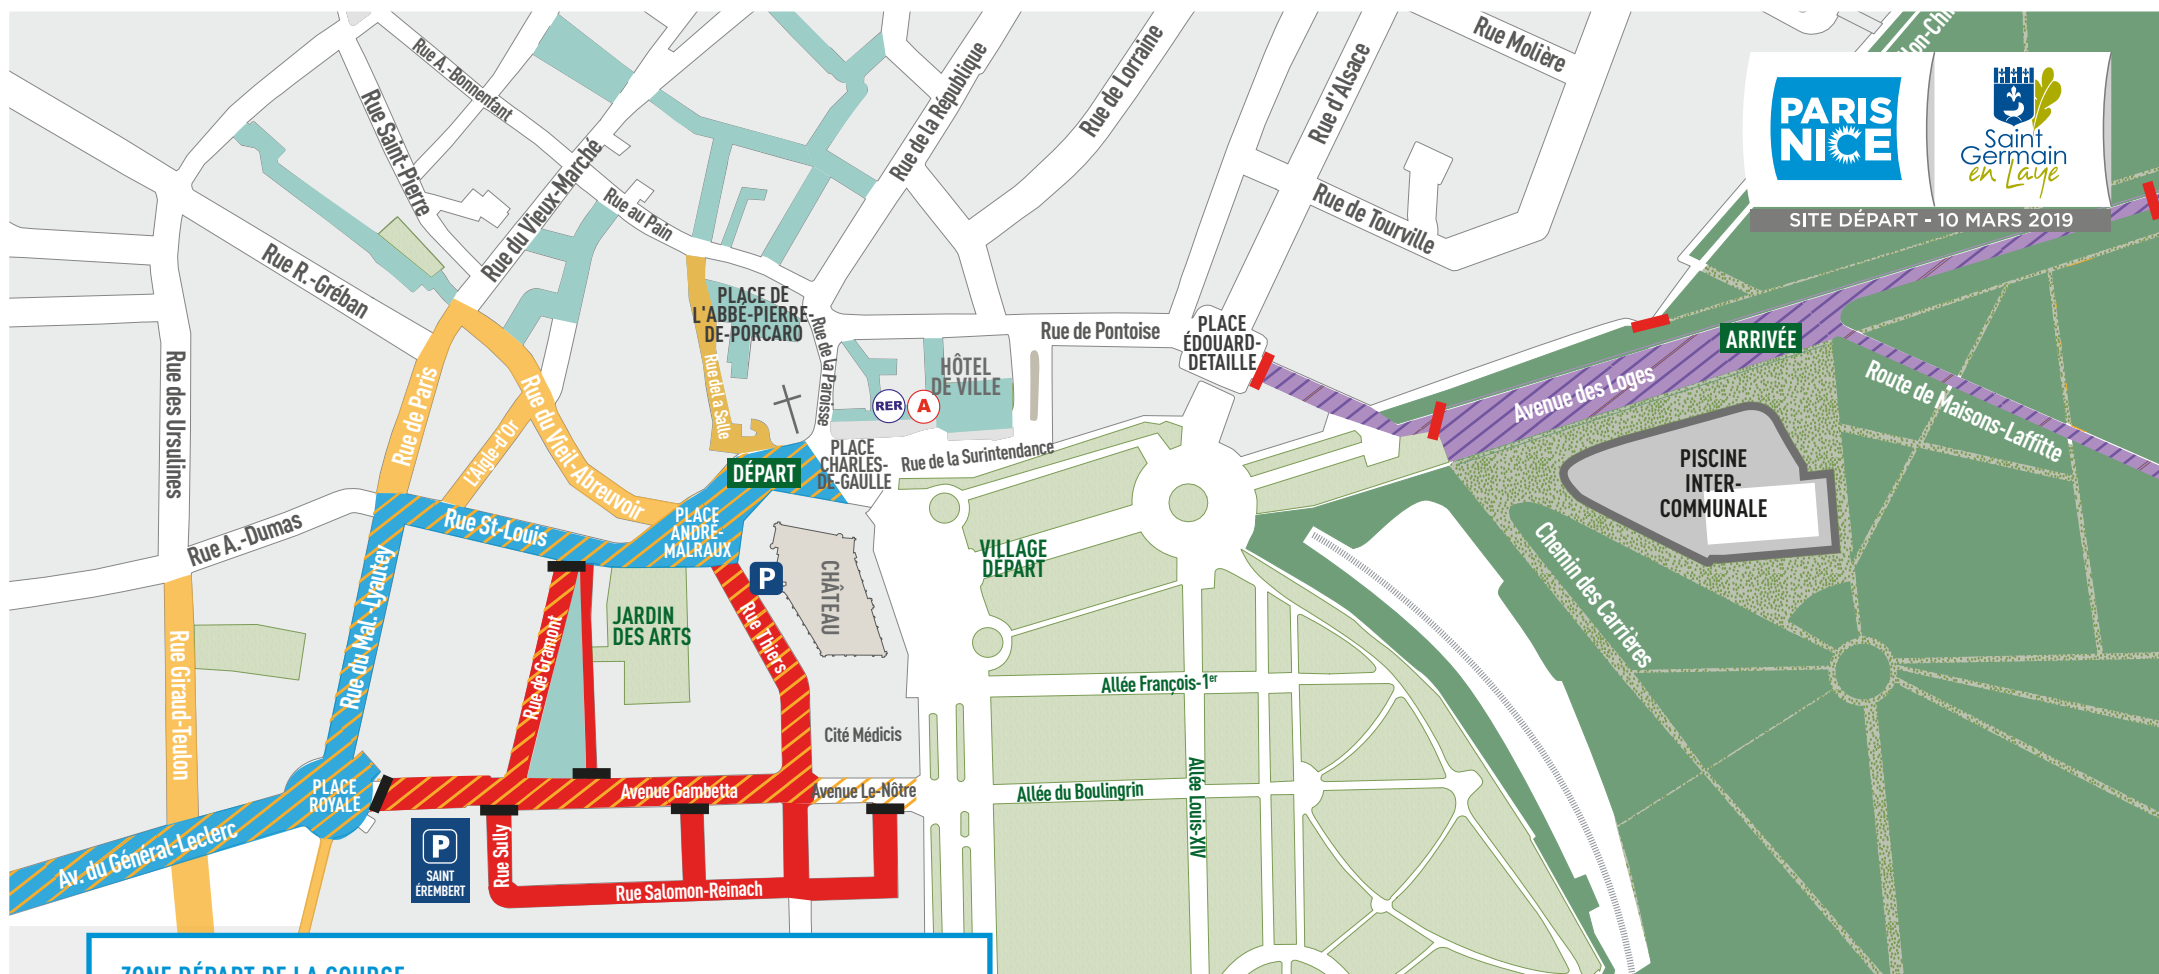 Rue A.-Bonnenfant
Rue Saint-Pierre
Rue du Vieux-Marché
Rue au Pain
Rue de la République
Rue de Lorraine
Rue d'Alsace
Rue Molière
Rue de Tourville
PARIS
NICE
Saint
Germain
en Laye
SITE DÉPART - 10 MARS 2019
Rue R.-Gréban
Rue des Ursulines
Rue de Paris
L'Aigle-d'Or
Rue du Vieil-Abreuvoir
PLACE DE
L'ABBÉ-PIERRE-
DE-PORCARO
Rue del a Salle
Rue de La Paroisse
RER
A
HÔTEL
DE VILLE
Rue de Pontoise
PLACE
ÉDOUARD-
DETAILLE
ARRIVÉE
Avenue des Loges
Route de Maisons-Laffitte
PISCINE
INTER-
COMMUNALE
Chemin des Carrières
DÉPART
PLACE
CHARLES-
DE-GAULLE
Rue de la Surintendance
Rue A.-Dumas
Rue St-Louis
PLACE
ANDRÉ-
MALRAUX
P
CHÂTEAU
VILLAGE
DÉPART
JARDIN
DES ARTS
Rue Thiers
Rue de Gramont
Rue du Mal.-Lyautey
Rue Giraud-Teulon
Allée François-1er
Cité Médicis
PLACE
ROYALE
Avenue Gambetta
Avenue Le-Nôtre
Allée du Boulingrin
Allée Louis-XIV
Av. du Général-Leclerc
P
SAINT
ÉREMBERT
Rue Sully
Rue Salomon-Reinach
ZONE DÉPART DE LA COURSE